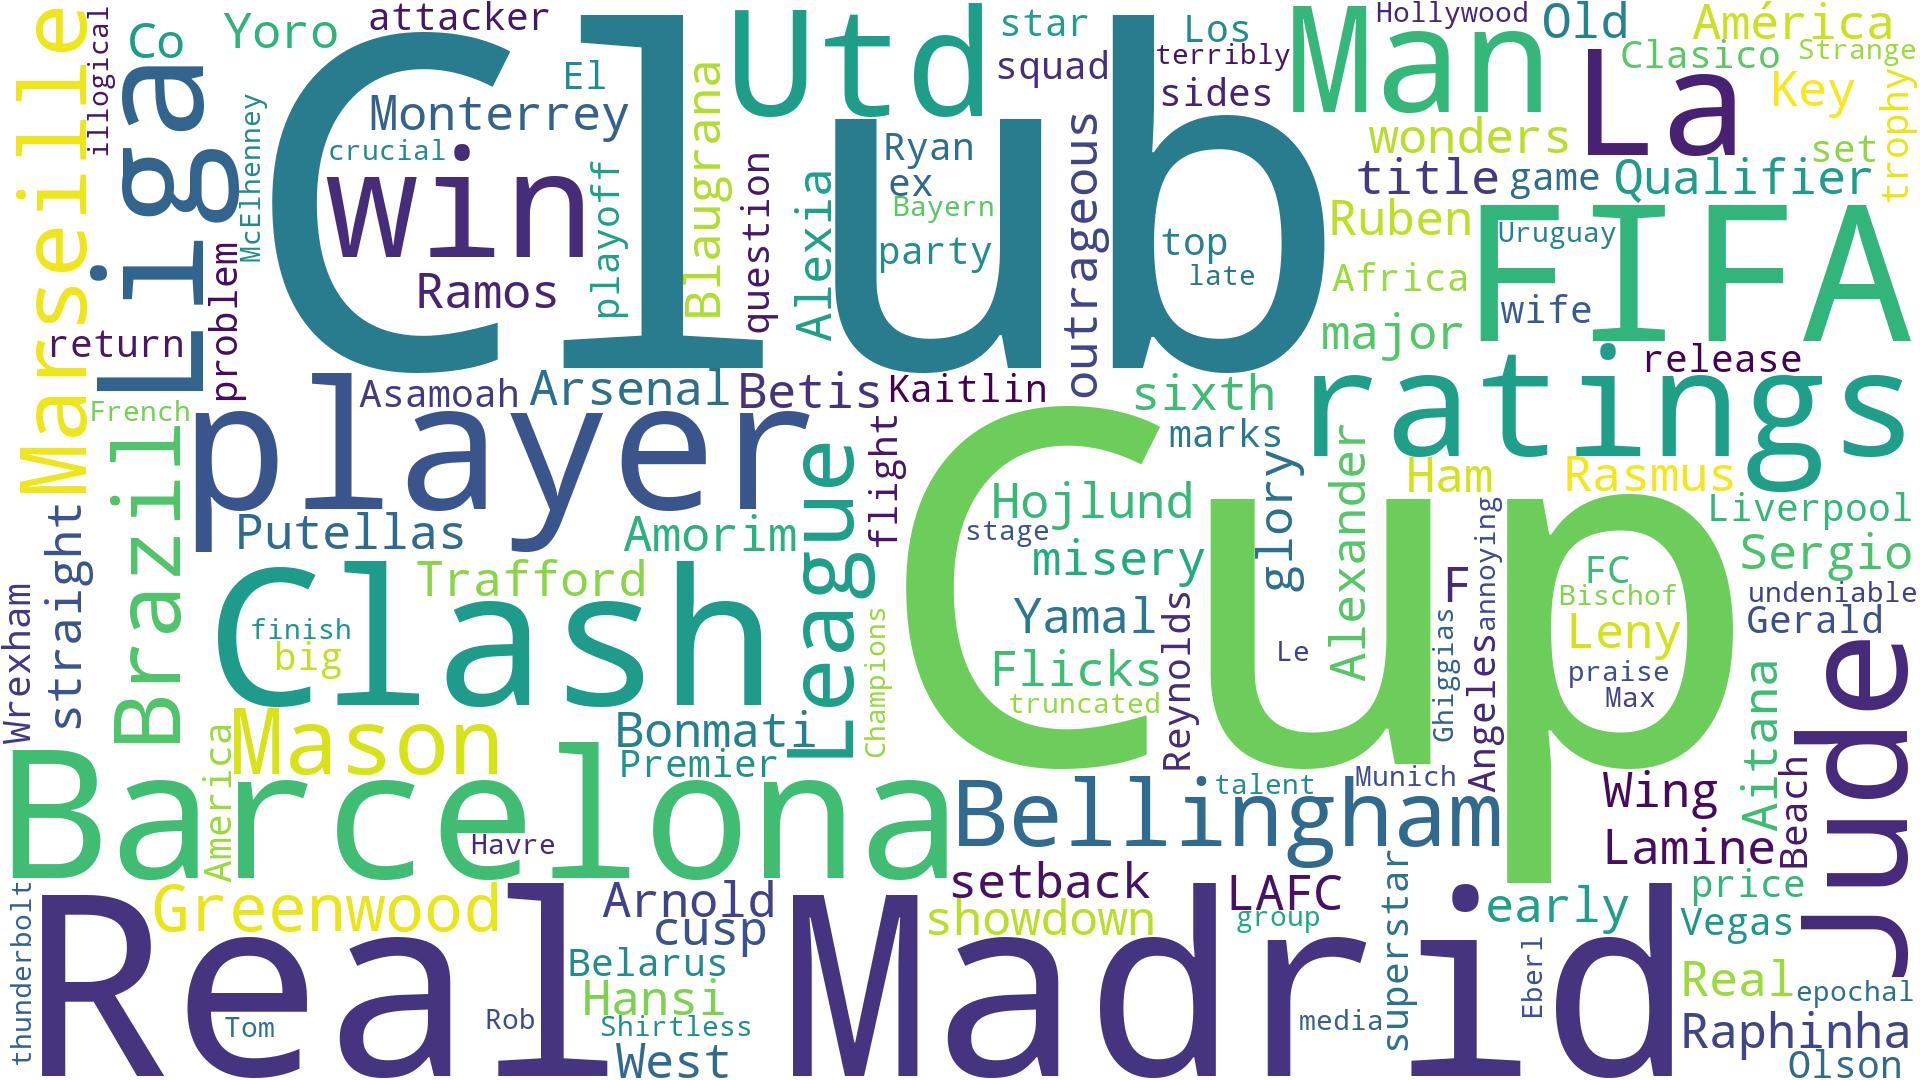 Club
Cup
Real Madrid
FIFA
Barcelona
player
Liga
Clash
ratings
Utd
Man
La
win
League
Jude
Bellingham
Marseille
Brazil
Mason
Greenwood
attacker
Yoro
Co
illogical
El
Monterrey
McElhenney
crucial
Ramos
playoff
Blaugrana
question
Alexia
problem
return
French
star
squad
Los
terribly
sides
Hollywood
Old
América
Clasico
Strange
Key
trophy
wonders
set
title
game
Qualifier
Ryan
ex
Bayern
party
outrageous
top
late
Ruben
Uruguay
Africa
wife
major
release
Asamoah
Arsenal
Betis
Kaitlin
sixth
marks
flight
Putellas
Amorim
Trafford
straight
Wrexham
finish
big
Champions
Hojlund
stage
misery
glory
Yamal
Flicks
truncated
Reynolds
Le
Alexander
Ham
Rasmus
Liverpool
Sergio
annoying
F
FC
Bischof
Leny
praise
Max
undeniable
Gerald
Ghiggias
Angeles
Aitana
Bonmati
Premier
America
Havre
talent
Munich
Wing
Lamine
Beach
setback
LAFC
showdown
group
superstar
early
price
Vegas
Arnold
cusp
Belarus
Hansi
Shirtless
West
thunderbolt
Tom
Rob
media
Eberl
Real
epochal
Raphinha
Olson